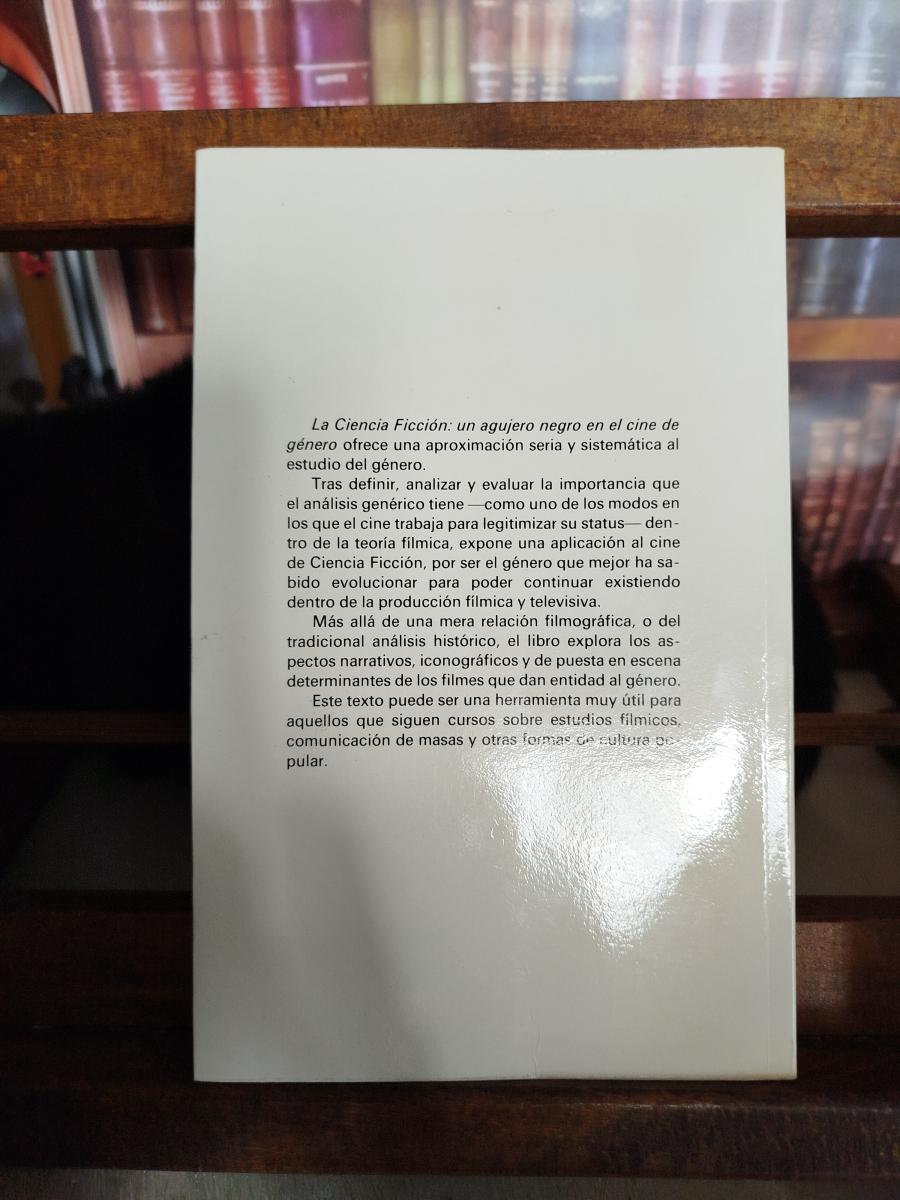 La Ciencia Ficción: un agujero negro en el cine de
género ofrece una aproximación seria y sistemática al
estudio del género.
Tras definir, analizar y evaluar la importancia que
el análisis genérico tiene —como uno de los modos en
los que el cine trabaja para legitimizar su status— den-
tro de la teoría fílmica, expone una aplicación al cine
de Ciencia Ficción, por ser el género que mejor ha sa-
bido evolucionar para poder continuar existiendo
dentro de la producción fílmica y televisiva.
Más allá de una mera relación filmográfica, o del
tradicional análisis histórico, el libro explora los as-
pectos narrativos, iconográficos y de puesta en escena
determinantes de los filmes que dan entidad al género.
Este texto puede ser una herramienta muy útil para
aquellos que siguen cursos sobre estudios fílmicos,
comunicación de masas y otras formas de cultura po-
pular.